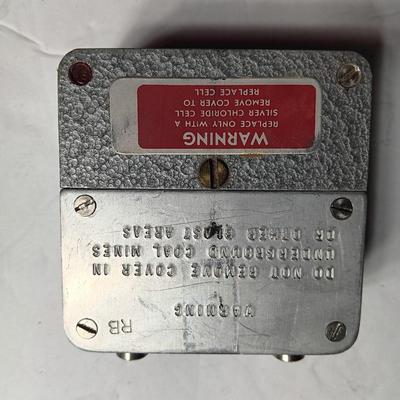 RB
WARNING
DO NOT REMOVE COVER IN
UNDERGROUND COAL MINES
OR OTHER AREAS
WARNING
REPLACE ONLY WITH A
SILVER CHLORIDE CELL
REMOVE COVER TO
REPLACE CELL